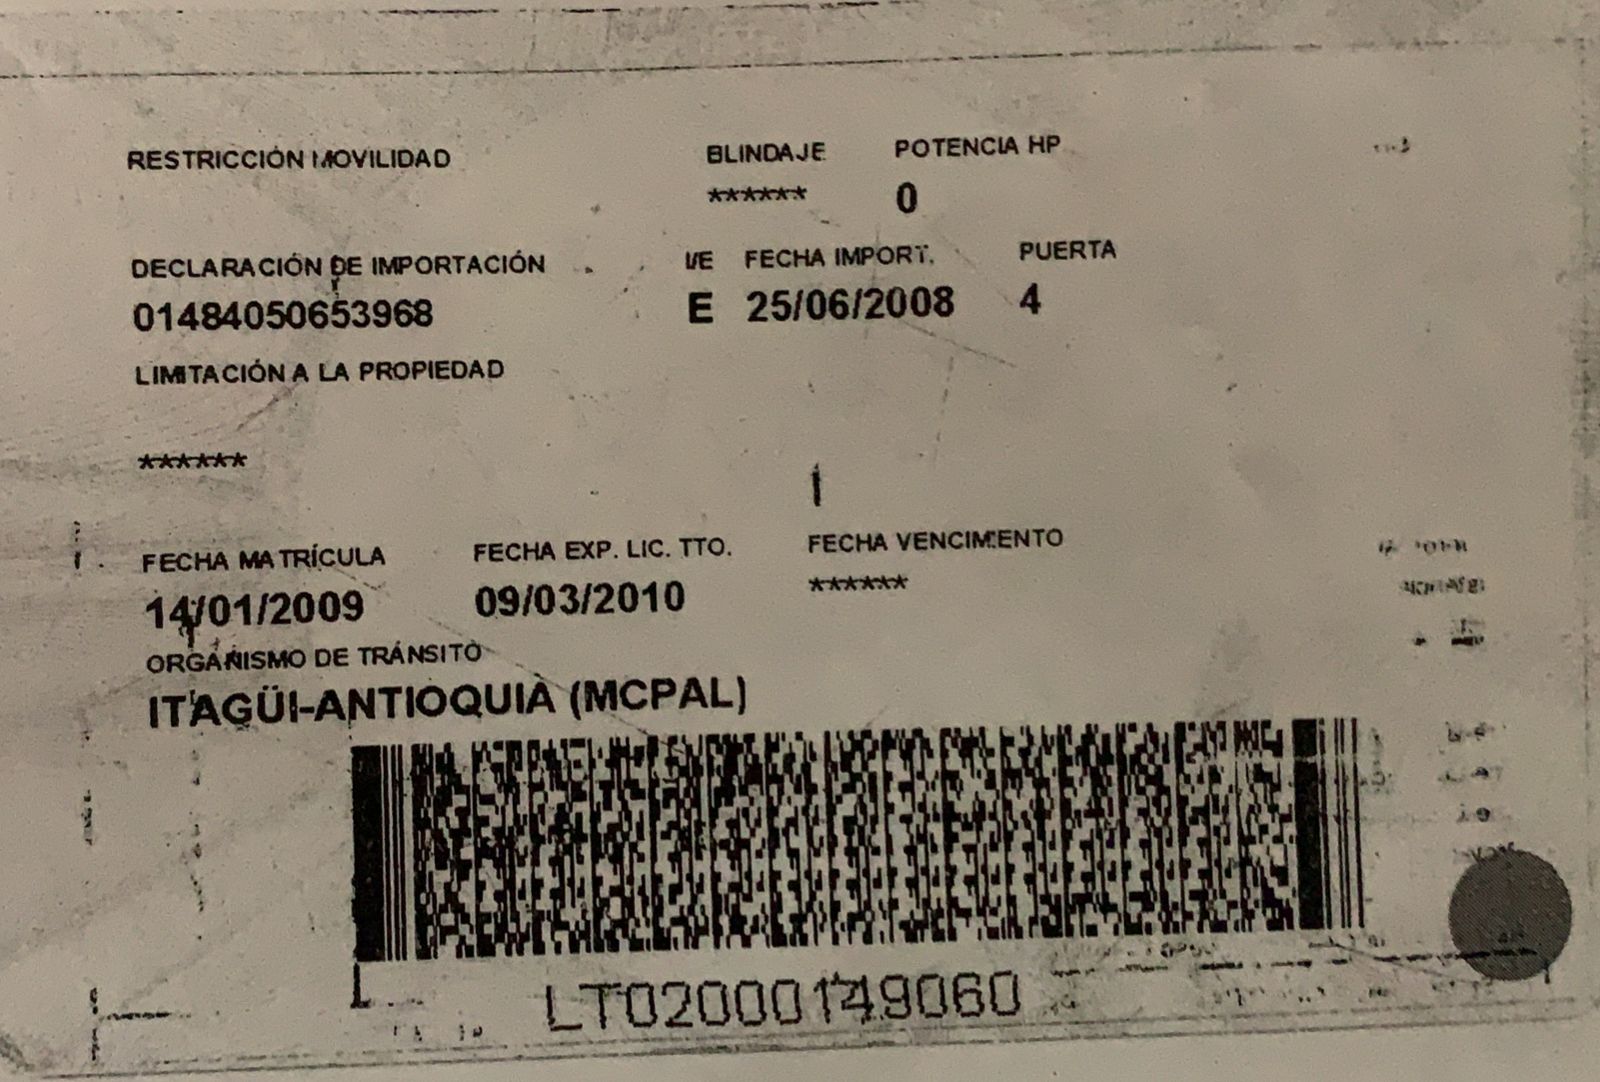 RESTRICCIÓN MOVILIDAD BLINDAJE POTENCIA HP
****** 0
DECLARACIÓN DE IMPORTACIÓN I/E FECHA IMPORT. PUERTA
01484050653968 E 25/06/2008 4
LIMITACIÓN A LA PROPIEDAD
******
FECHA MATRÍCULA FECHA EXP. LIC. TTO. FECHA VENCIMIENTO
14/01/2009 09/03/2010 ******
ORGANISMO DE TRÁNSITO
ITAGÜI-ANTIOQUIA (MCPAL)
LT02000149060